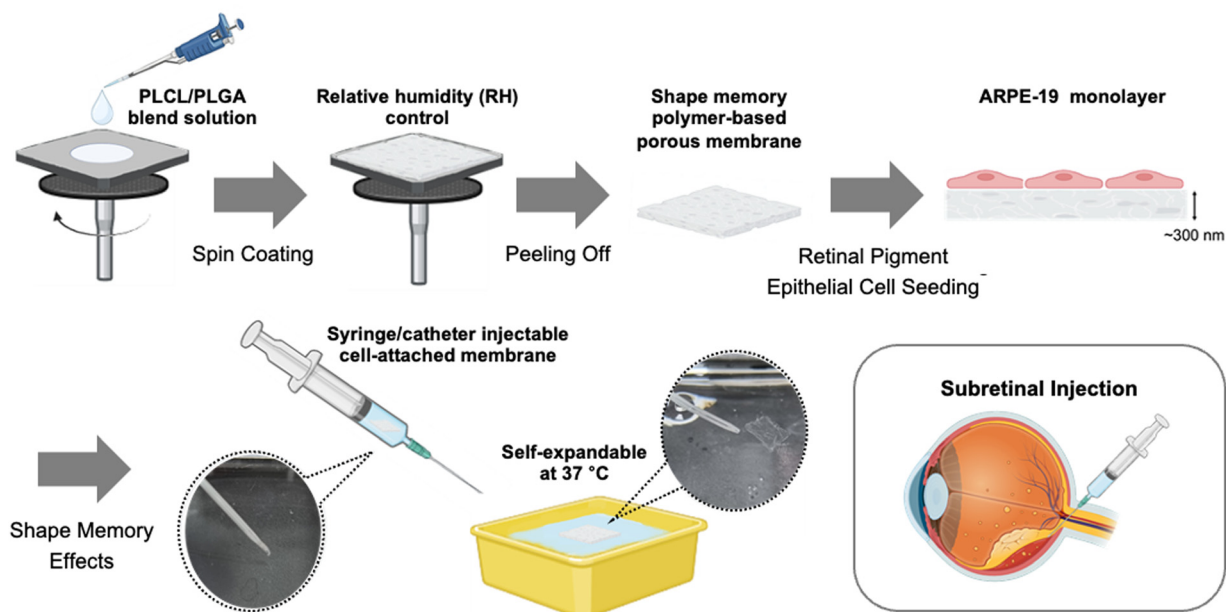 PLCL/PLGA
blend solution
Spin Coating
Relative humidity (RH)
control
Peeling Off
Shape memory
polymer-based
porous membrane
Retinal Pigment
Epithelial Cell Seeding
ARPE-19 monolayer
~300 nm
Shape Memory
Effects
Syringe/catheter injectable
cell-attached membrane
Self-expandable
at 37 °C
Subretinal Injection